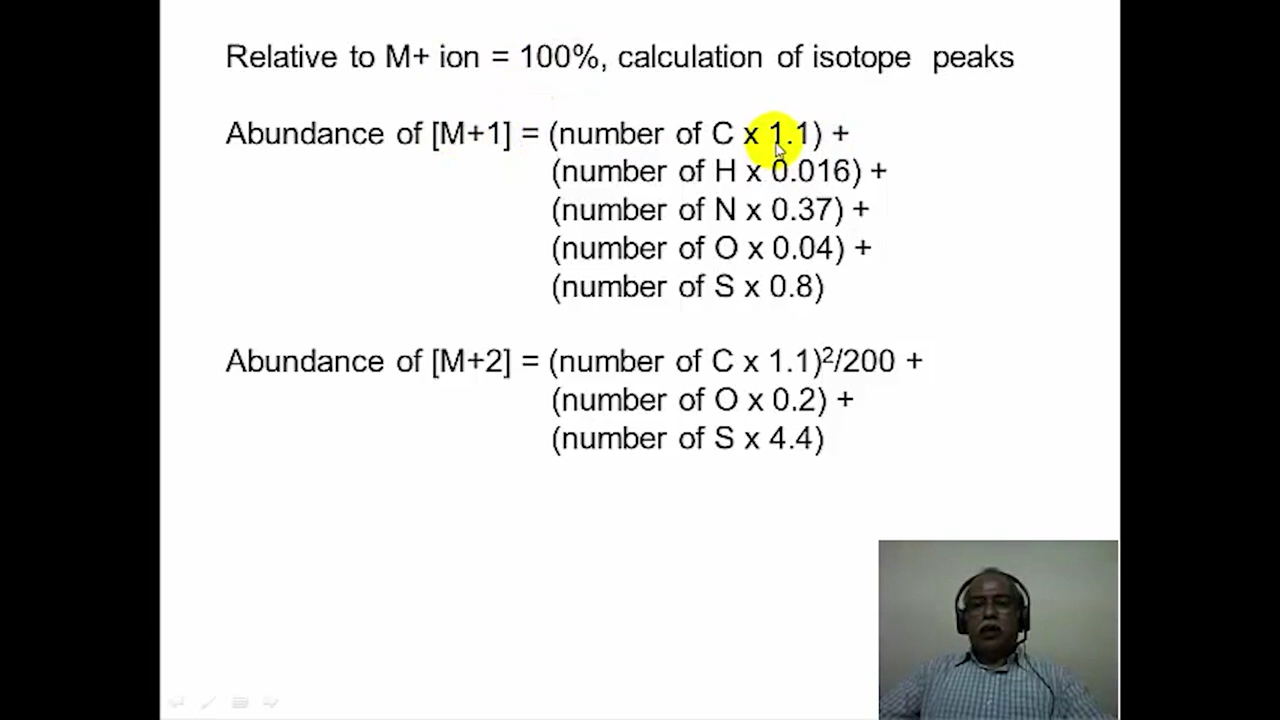 Relative to M+ ion = 100%, calculation of isotope peaks
Abundance of [M+1] = (number of C x 1.1) +
(number of H x 0.016) +
(number of N x 0.37) +
(number of O x 0.04) +
(number of S x 0.8)
Abundance of [M+2] = (number of C x 1.1)²/200 +
(number of O x 0.2) +
(number of S x 4.4)